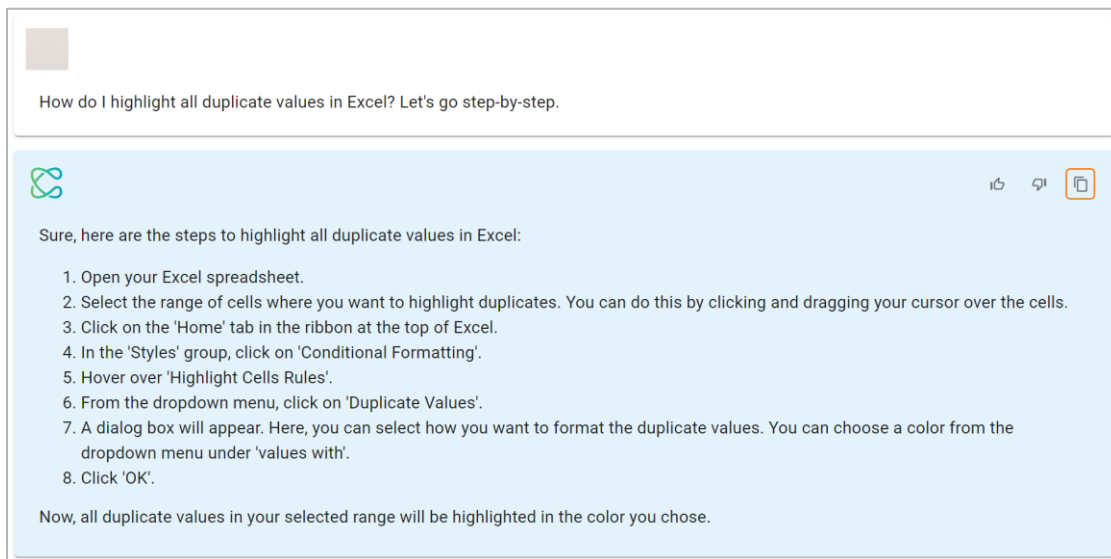 How do I highlight all duplicate values in Excel? Let's go step-by-step.
Sure, here are the steps to highlight all duplicate values in Excel:
1. Open your Excel spreadsheet.
2. Select the range of cells where you want to highlight duplicates. You can do this by clicking and dragging your cursor over the cells.
3. Click on the 'Home' tab in the ribbon at the top of Excel.
4. In the 'Styles' group, click on 'Conditional Formatting'.
5. Hover over 'Highlight Cells Rules'.
6. From the dropdown menu, click on 'Duplicate Values'.
7. A dialog box will appear. Here, you can select how you want to format the duplicate values. You can choose a color from the
dropdown menu under 'values with'.
8. Click 'OK'.
Now, all duplicate values in your selected range will be highlighted in the color you chose.